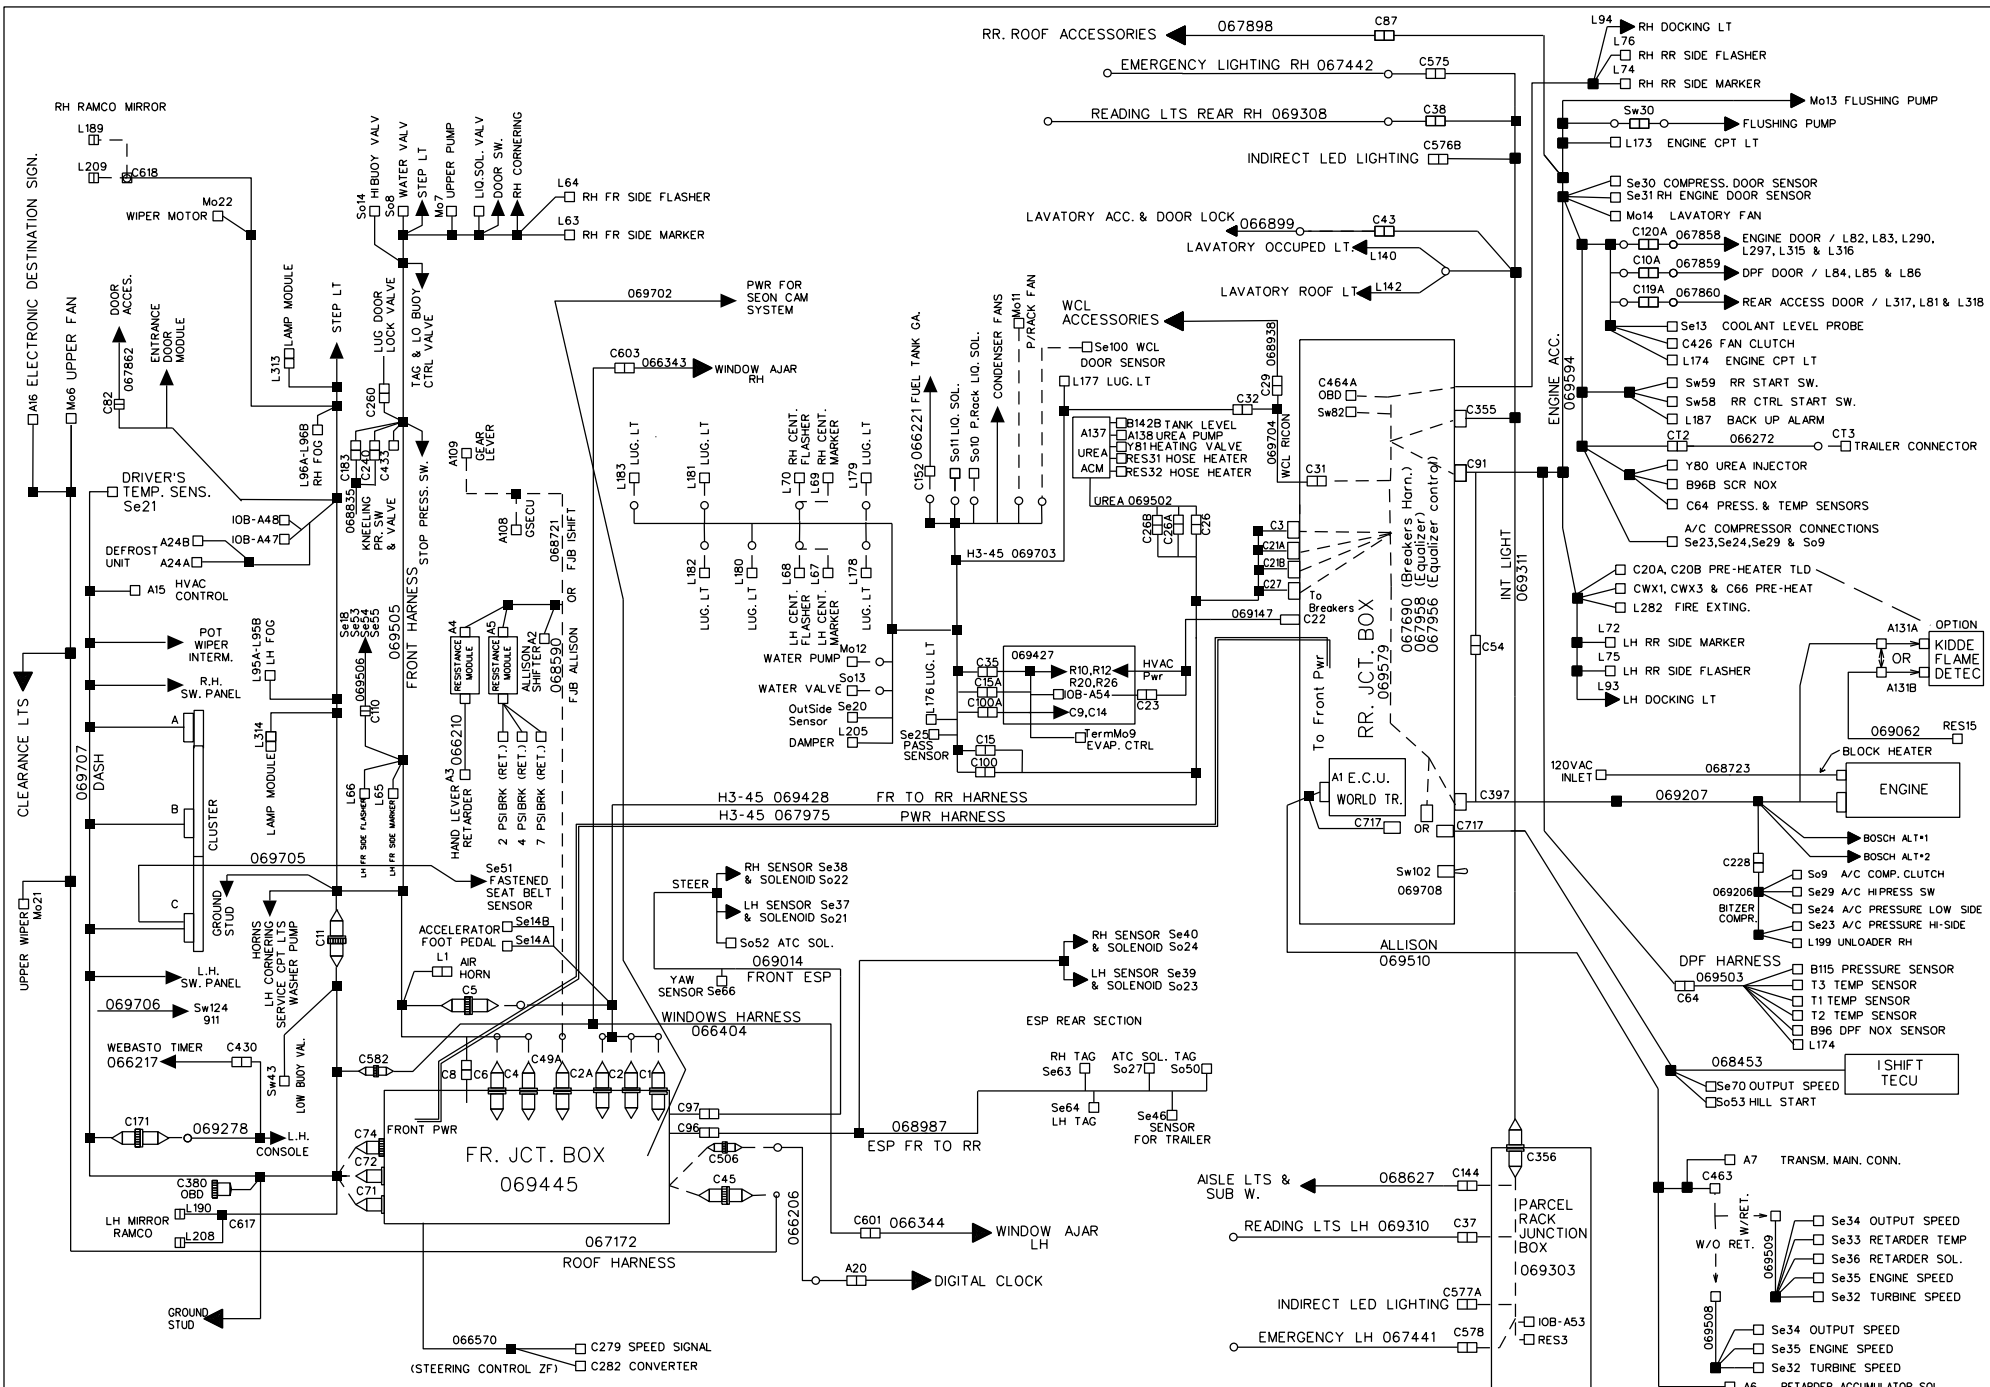 RR. ROOF ACCESSORIES
067898
C87
EMERGENCY LIGHTING RH 067442
C575
READING LTS REAR RH 069308
C38
INDIRECT LED LIGHTING
C576B
LAVATORY ACC. & DOOR LOCK
066899
C43
LAVATORY OCCUPED LT.
L140
LAVATORY ROOF LT
L142
WCL
ACCESSORIES
L94
RH DOCKING LT
L76
RH RR SIDE FLASHER
L74
RH RR SIDE MARKER
Mo13 FLUSHING PUMP
Sw30
FLUSHING PUMP
L173 ENGINE CPT LT
Se30 COMPRESS. DOOR SENSOR
Se31 RH ENGINE DOOR SENSOR
Mo14 LAVATORY FAN
C120A 067858
ENGINE DOOR / L82, L83, L290,
L297, L315 & L316
C10A 067859
DPF DOOR / L84, L85 & L86
C119A 067860
REAR ACCESS DOOR / L317, L81 & L318
Se13 COOLANT LEVEL PROBE
C426 FAN CLUTCH
L174 ENGINE CPT LT
ENGINE ACC.
069594
Sw59 RR START SW.
Sw58 RR CTRL START SW.
L187 BACK UP ALARM
CT2 066272 CT3
TRAILER CONNECTOR
Y80 UREA INJECTOR
B96B SCR NOX
C64 PRESS. & TEMP SENSORS
A/C COMPRESSOR CONNECTIONS
Se23,Se24,Se29 & So9
C20A, C20B PRE-HEATER TLD
CWX1, CWX3 & C66 PRE-HEAT
L282 FIRE EXTING.
L72
LH RR SIDE MARKER
L75
LH RR SIDE FLASHER
L93
LH DOCKING LT
A131A
OPTION
KIDDE
FLAME
DETEC
OR
A131B
069062
RES15
BLOCK HEATER
120VAC
INLET
068723
ENGINE
069207
BOSCH ALT•1
BOSCH ALT•2
C228
069206
BITZER
COMPR.
So9 A/C COMP. CLUTCH
Se29 A/C HIPRESS SW
Se24 A/C PRESSURE LOW SIDE
Se23 A/C PRESSURE HI-SIDE
L199 UNLOADER RH
DPF HARNESS
069503
C64
B115 PRESSURE SENSOR
T3 TEMP SENSOR
T1 TEMP SENSOR
T2 TEMP SENSOR
B96 DPF NOX SENSOR
L174
068453
I SHIFT
TECU
Se70 OUTPUT SPEED
So53 HILL START
A7 TRANSM. MAIN. CONN.
C463
W/RET.
W/O RET.
069509
Se34 OUTPUT SPEED
Se33 RETARDER TEMP
Se36 RETARDER SOL.
Se35 ENGINE SPEED
Se32 TURBINE SPEED
069508
Se34 OUTPUT SPEED
Se35 ENGINE SPEED
Se32 TURBINE SPEED
A6 RETARDER ACCUMULATOR SOL
RH RAMCO MIRROR
L189
L209
C618
Mo22
WIPER MOTOR
A16 ELECTRONIC DESTINATION SIGN.
Mo6 UPPER FAN
DOOR
ACCES.
067862
C82
ENTRANCE
DOOR
MODULE
L313
LAMP MODULE
STEP LT
LUG DOOR
LOCK VALVE
C260
TAG & LO BUOY
CTRL VALVE
So14 HIBUOY VALV
So8 WATER VALV
STEP LT
Mo7 UPPER PUMP
LIQ.SOL. VALV
DOOR SW.
RH CORNERING
L64
RH FR SIDE FLASHER
L63
RH FR SIDE MARKER
069702
PWR FOR
SEON CAM
SYSTEM
C603 066343
WINDOW AJAR
RH
L96A-L96B
RH FOG
C183
C240
C433
068835
KNEELING
PR. SW
& VALVE
STOP PRESS. SW.
DRIVER'S
TEMP. SENS.
Se21
IOB-A48
IOB-A47
A24B
DEFROST
UNIT
A24A
A15 HVAC
CONTROL
POT
WIPER
INTERM.
R.H.
SW. PANEL
CLEARANCE LTS
069707
DASH
A
B
C
CLUSTER
L95A-L95B
LH FOG
L314
LAMP MODULE
Se18
Se53
Se54
Se55
069506
C110
069505
FRONT HARNESS
L66
LH FR SIDE FLASHER
L65
LH FR SIDE MARKER
A109
GEAR
LEVER
A108
GSECU
068721
FJB ISHIFT
OR
068590
FJB ALLISON
A4
RESISTANCE
MODULE
A5
RESISTANCE
MODULE
ALLISON
SHIFTER
A2
066210
HAND LEVER A3
RETARDER
2 PSIBRK (RET.)
4 PSIBRK (RET.)
7 PSIBRK (RET.)
069705
Se51
FASTENED
SEAT BELT
SENSOR
UPPER WIPER
Mo21
GROUND
STUD
HORNS
LH CORNERING
SERVICE CPT LTS
WASHER PUMP
C11
L.H.
SW. PANEL
069706
Sw124
911
WEBASTO TIMER
066217
C430
Sw43
LOW BUOY VAL.
C582
C171
069278
L.H.
CONSOLE
C380
OBD
L190
LH MIRROR
RAMCO
C617
L208
GROUND
STUD
067172
ROOF HARNESS
066570
(STEERING CONTROL ZF)
C279 SPEED SIGNAL
C282 CONVERTER
ACCELERATOR
FOOT PEDAL
Se14B
Se14A
L1
AIR
HORN
C5
WINDOWS HARNESS
066404
C8
C6
C4
C49A
C2A
C2
C1
FRONT PWR
FR. JCT. BOX
069445
C74
C72
C71
C97
C96
C506
C45
066206
068987
ESP FR TO RR
C601 066344
WINDOW AJAR
LH
A20
DIGITAL CLOCK
STEER
RH SENSOR Se38
& SOLENOID So22
LH SENSOR Se37
& SOLENOID So21
So52 ATC SOL.
069014
FRONT ESP
YAW
SENSOR Se66
RH SENSOR Se40
& SOLENOID So24
LH SENSOR Se39
& SOLENOID So23
ESP REAR SECTION
RH TAG
Se63
ATC SOL. TAG
So27
So50
Se64
LH TAG
Se46
SENSOR
FOR TRAILER
H3-45 069428 FR TO RR HARNESS
H3-45 067975 PWR HARNESS
L183
LUG. LT
L181
LUG. LT
L70
RH CENT.
FLASHER
L69
RH CENT.
MARKER
L179
LUG. LT
L182
LUG. LT
L180
LUG. LT
L68
LH CENT.
FLASHER
L67
LH CENT.
MARKER
L178
LUG. LT
Mo12
WATER PUMP
So13
WATER VALVE
OutSide
Sensor
Se20
L205
DAMPER
C152 066221 FUEL TANK GA.
So11 LIQ. SOL.
So10 P.Rack LIQ. SOL.
CONDENSER FANS
Mo11
P/RACK FAN
Se100 WCL
DOOR SENSOR
L177 LUG. LT
C32
C29
068938
069704
WCL RICON
C31
A137
UREA
ACM
B142B TANK LEVEL
A138 UREA PUMP
Y81 HEATING VALVE
RES31 HOSE HEATER
RES32 HOSE HEATER
UREA 069502
C26B
C26A
C26
H3-45 069703
L176 LUG. LT
Se25
PASS
SENSOR
C35
C15A
C100A
C15
C100
069427
R10,R12
R20,R26
IOB-A54
C9,C14
HVAC
Pwr
C23
TermMo9
EVAP. CTRL
069147
C3
C21A
C21B
C27
To
Breakers
C22
C464A
OBD
Sw82
C355
C91
067690 (Breakers Harn.)
067958 (Equalizer)
067956 (Equalizer control)
RR. JCT. BOX
069579
To Front Pwr
C54
A1 E.C.U.
WORLD TR.
C717
C397
OR
C717
Sw102
069708
ALLISON
069510
INT LIGHT
069311
C356
PARCEL
RACK
JUNCTION
BOX
069303
AISLE LTS &
SUB W.
068627
C144
READING LTS LH 069310
C37
INDIRECT LED LIGHTING
C577A
EMERGENCY LH 067441
C578
IOB-A53
RES3